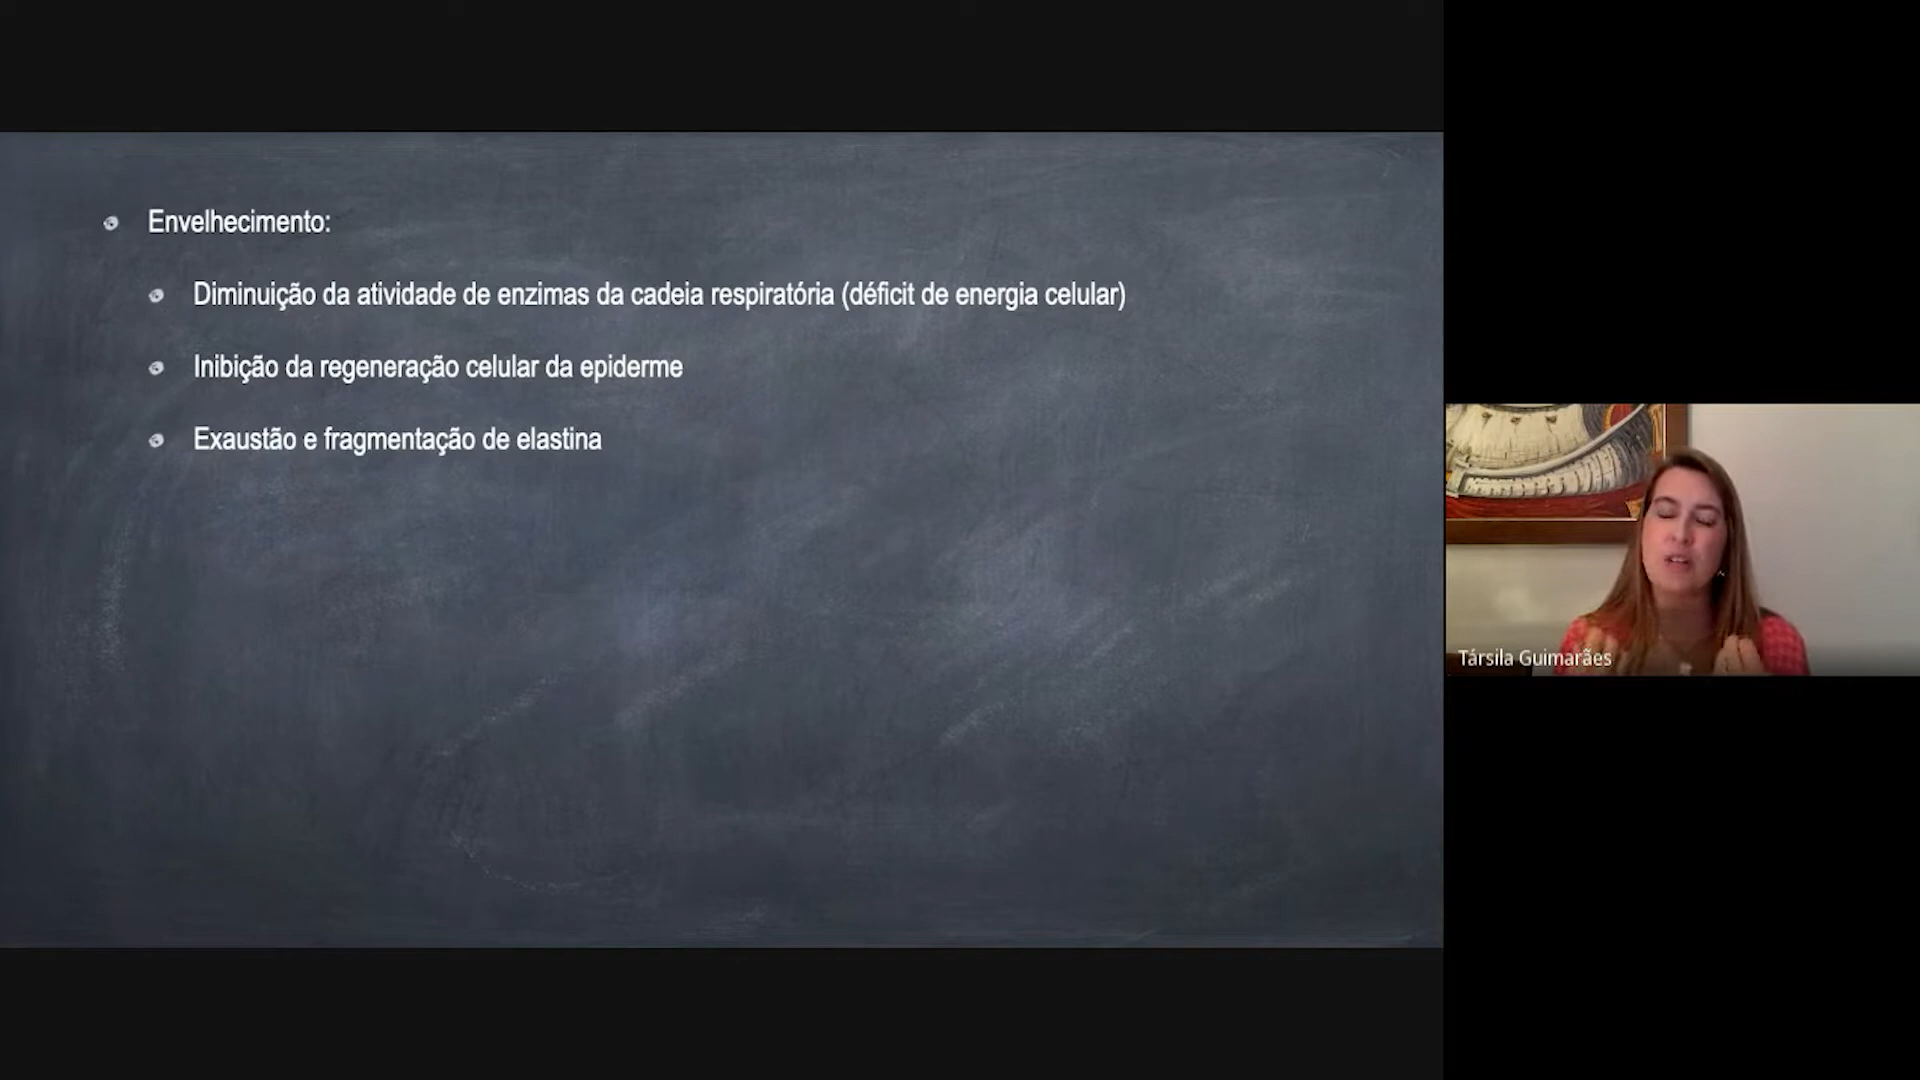 Envelhecimento:
Diminuição da atividade de enzimas da cadeia respiratória (déficit de energia celular)
Inibição da regeneração celular da epiderme
Exaustão e fragmentação de elastina
Társila Guimarães